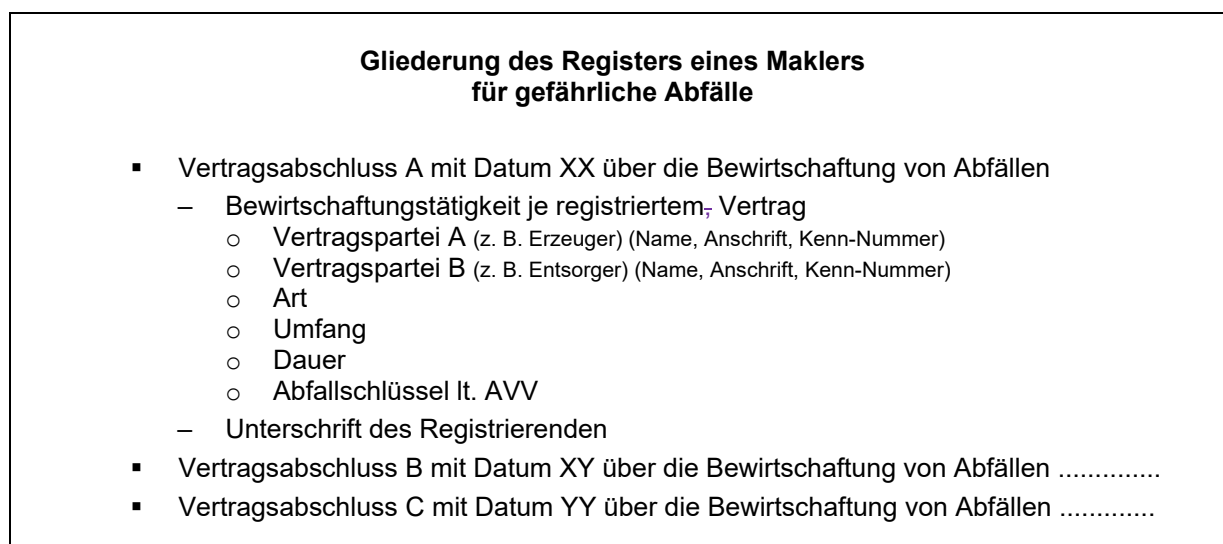 Gliederung des Registers eines Maklers
für gefährliche Abfälle
▪ Vertragsabschluss A mit Datum XX über die Bewirtschaftung von Abfällen
– Bewirtschaftungstätigkeit je registriertem, Vertrag
o Vertragspartei A (z. B. Erzeuger) (Name, Anschrift, Kenn-Nummer)
o Vertragspartei B (z. B. Entsorger) (Name, Anschrift, Kenn-Nummer)
o Art
o Umfang
o Dauer
o Abfallschlüssel lt. AVV
– Unterschrift des Registrierenden
▪ Vertragsabschluss B mit Datum XY über die Bewirtschaftung von Abfällen ..............
▪ Vertragsabschluss C mit Datum YY über die Bewirtschaftung von Abfällen .............